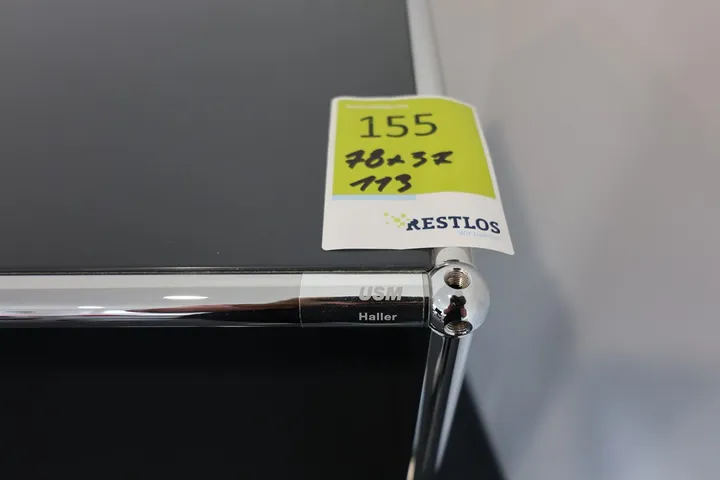 155
78x37
113
RESTLOS
USM
Haller